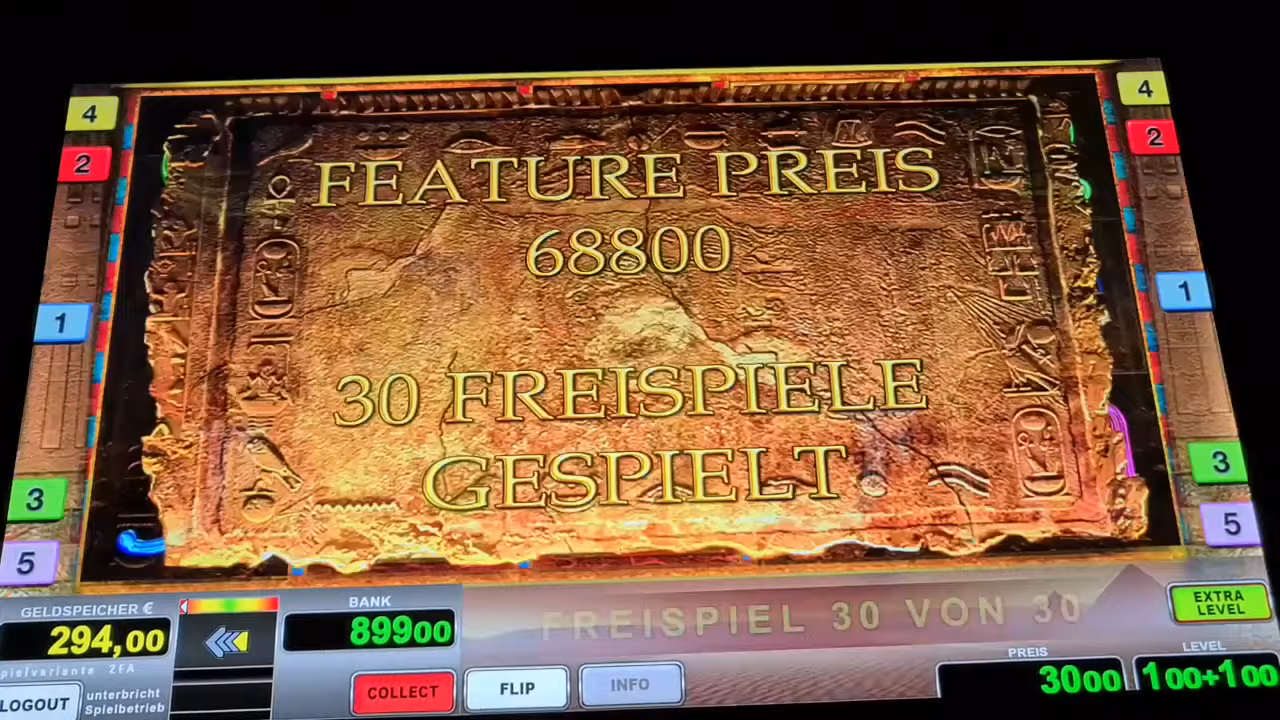 4
4
2
2
FEATURE PREIS
68800
1
1
30 FREISPIELE
GESPIELT
3
3
5
5
GELDSPEICHER €
294,00
BANK
89900
FREISPIEL 30 VON 30
EXTRA
LEVEL
pielvariante 2EA
LOGOUT
unterbricht
Spielbetrieb
COLLECT
FLIP
INFO
PREIS
3000
LEVEL
100+100